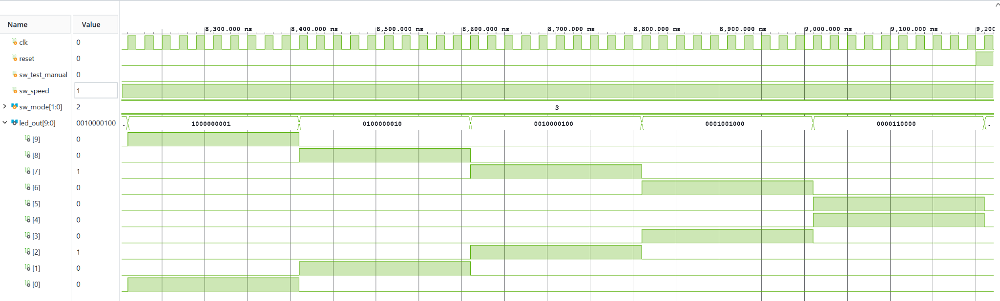 Name Value
8,300.000 ns 8,400.000 ns 8,500.000 ns 8,600.000 ns 8,700.000 ns 8,800.000 ns 8,900.000 ns 9,000.000 ns 9,100.000 ns 9,200
clk 0
reset 0
sw_test_manual 0
sw_speed 1
sw_mode[1:0] 2 3
led_out[9:0] 0010000100 . 1000000001 0100000010 0010000100 0001001000 0000110000 .
[9] 0
[8] 0
[7] 1
[6] 0
[5] 0
[4] 0
[3] 0
[2] 1
[1] 0
[0] 0